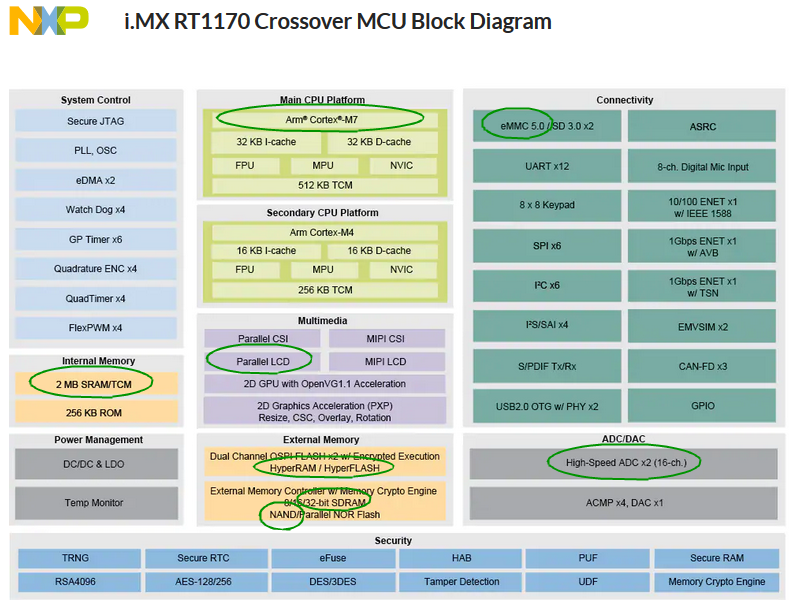 NXP
i.MX RT1170 Crossover MCU Block Diagram
System Control
Secure JTAG
PLL, OSC
eDMA x2
Watch Dog x4
GP Timer x6
Quadrature ENC x4
QuadTimer x4
FlexPWM x4
Internal Memory
2 MB SRAM/TCM
256 KB ROM
Power Management
DC/DC & LDO
Temp Monitor
Main CPU Platform
Arm® Cortex®-M7
32 KB I-cache
32 KB D-cache
FPU
MPU
NVIC
512 KB TCM
Secondary CPU Platform
Arm Cortex-M4
16 KB I-cache
16 KB D-cache
FPU
MPU
NVIC
256 KB TCM
Multimedia
Parallel CSI
MIPI CSI
Parallel LCD
MIPI LCD
2D GPU with OpenVG1.1 Acceleration
2D Graphics Acceleration (PXP)
Resize, CSC, Overlay, Rotation
External Memory
Dual Channel QSPI FLASH x2 w/ Encrypted Execution
HyperRAM / HyperFLASH
External Memory Controller w/ Memory Crypto Engine
8/16/32-bit SDRAM
NAND/Parallel NOR Flash
Connectivity
eMMC 5.0 / SD 3.0 x2
ASRC
UART x12
8-ch. Digital Mic Input
8 x 8 Keypad
10/100 ENET x1
w/ IEEE 1588
SPI x6
1Gbps ENET x1
w/ AVB
I²C x6
1Gbps ENET x1
w/ TSN
I²S/SAI x4
EMVSIM x2
S/PDIF Tx/Rx
CAN-FD x3
USB2.0 OTG w/ PHY x2
GPIO
ADC/DAC
High-Speed ADC x2 (16-ch.)
ACMP x4, DAC x1
Security
TRNG
Secure RTC
eFuse
HAB
PUF
Secure RAM
RSA4096
AES-128/256
DES/3DES
Tamper Detection
UDF
Memory Crypto Engine